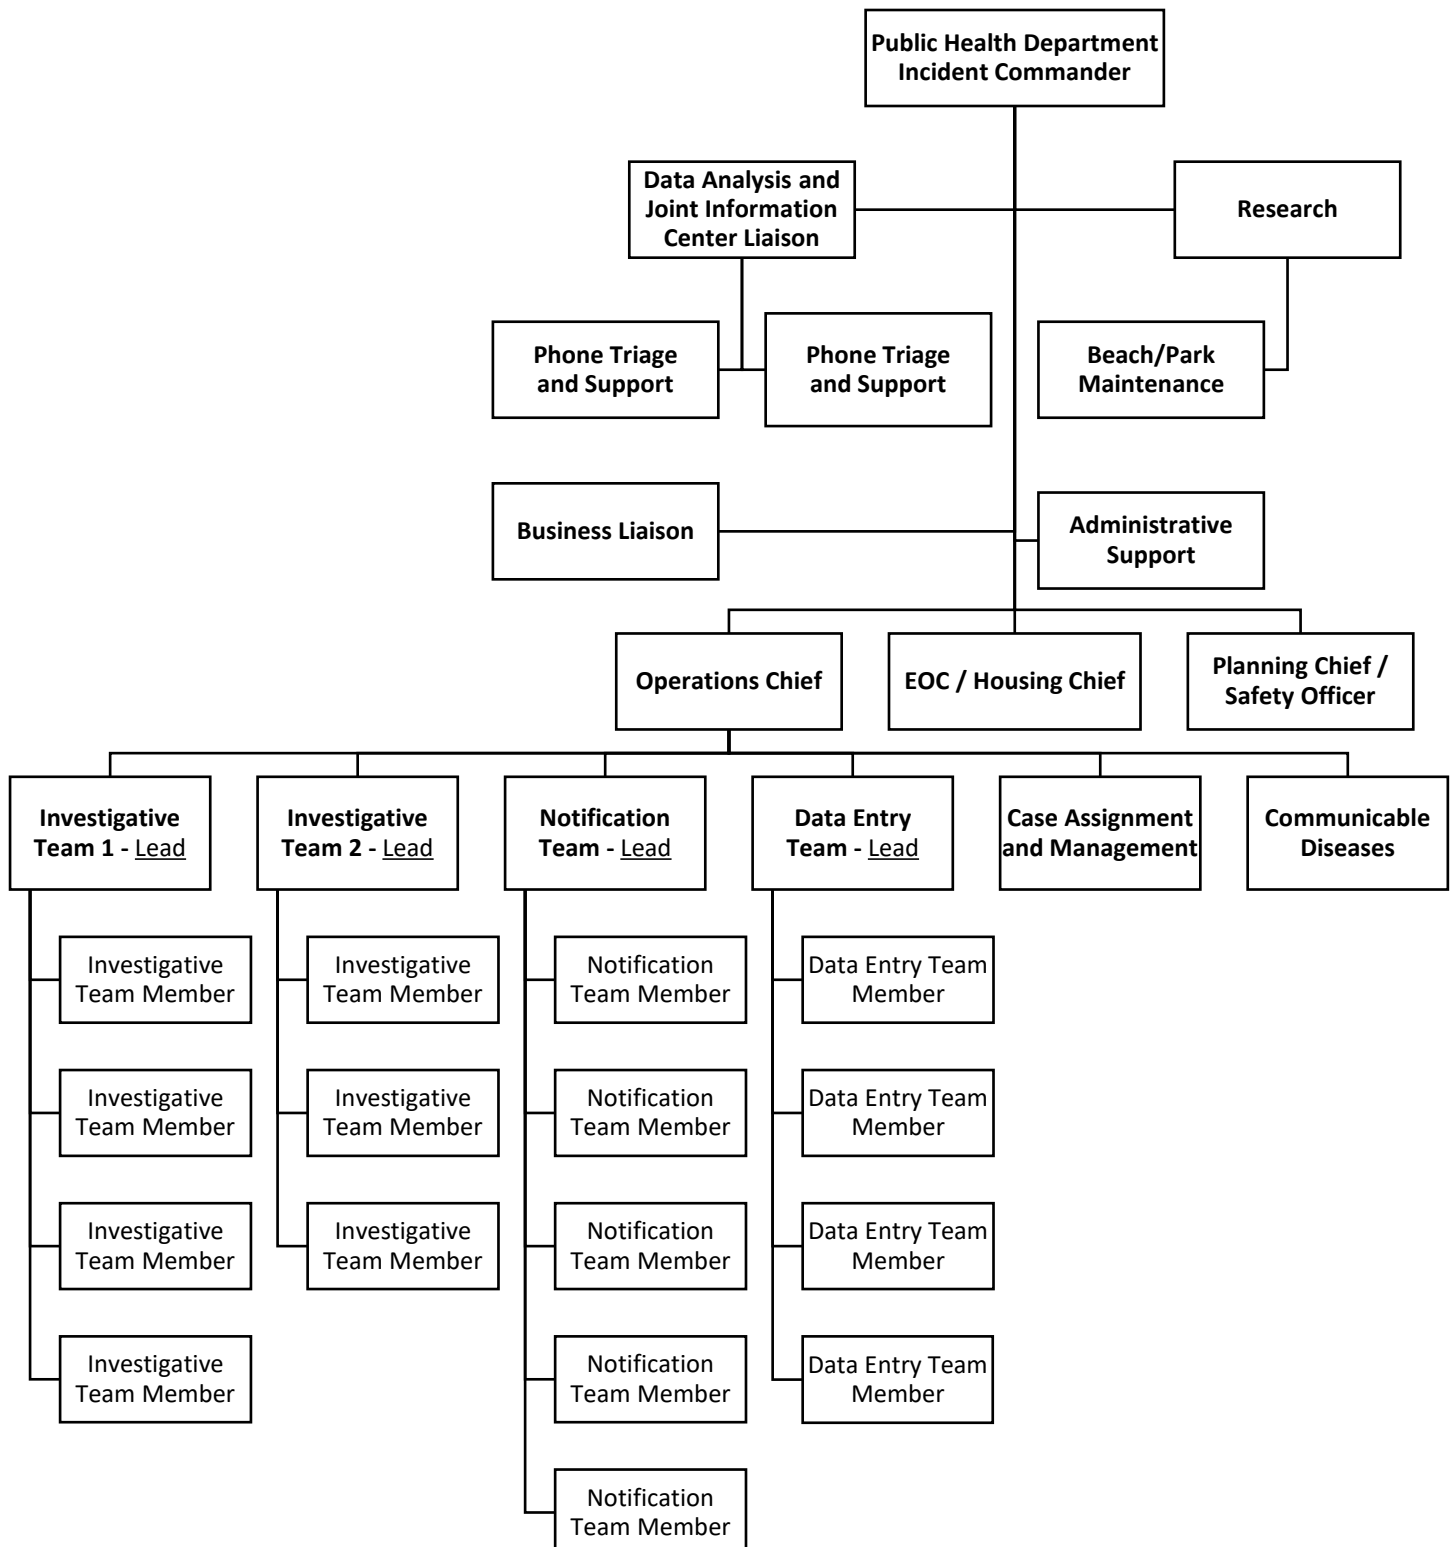 Public Health Department
Incident Commander
Data Analysis and
Joint Information
Center Liaison
Research
Phone Triage
and Support
Phone Triage
and Support
Beach/Park
Maintenance
Business Liaison
Administrative
Support
Operations Chief
EOC / Housing Chief
Planning Chief /
Safety Officer
Investigative
Team 1 - Lead
Investigative
Team 2 - Lead
Notification
Team - Lead
Data Entry
Team - Lead
Case Assignment
and Management
Communicable
Diseases
Investigative
Team Member
Investigative
Team Member
Notification
Team Member
Data Entry Team
Member
Investigative
Team Member
Investigative
Team Member
Notification
Team Member
Data Entry Team
Member
Investigative
Team Member
Investigative
Team Member
Notification
Team Member
Data Entry Team
Member
Investigative
Team Member
Notification
Team Member
Data Entry Team
Member
Notification
Team Member